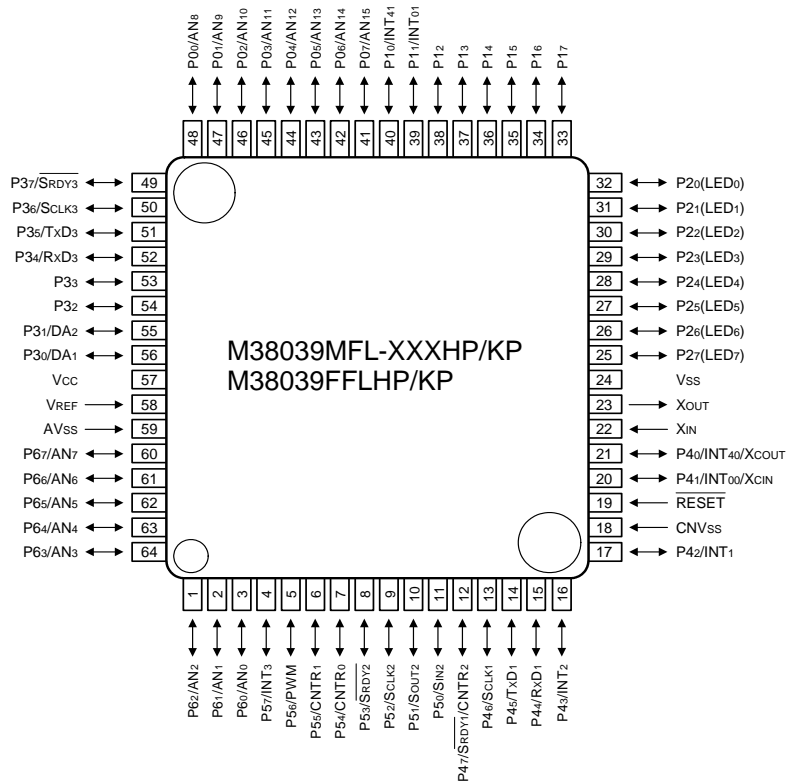 P00/AN8
P01/AN9
P02/AN10
P03/AN11
P04/AN12
P05/AN13
P06/AN14
P07/AN15
P10/INT41
P11/INT01
P12
P13
P14
P15
P16
P17
48
47
46
45
44
43
42
41
40
39
38
37
36
35
34
33
P37/SRDY3 49
P36/SCLK3 50
P35/TxD3 51
P34/RxD3 52
P33 53
P32 54
P31/DA2 55
P30/DA1 56
VCC 57
VREF 58
AVSS 59
P67/AN7 60
P66/AN6 61
P65/AN5 62
P64/AN4 63
P63/AN3 64
M38039MFL-XXXHP/KP
M38039FFLHP/KP
32 P20(LED0)
31 P21(LED1)
30 P22(LED2)
29 P23(LED3)
28 P24(LED4)
27 P25(LED5)
26 P26(LED6)
25 P27(LED7)
24 VSS
23 XOUT
22 XIN
21 P40/INT40/XCOUT
20 P41/INT00/XCIN
19 RESET
18 CNVSS
17 P42/INT1
1
2
3
4
5
6
7
8
9
10
11
12
13
14
15
16
P62/AN2
P61/AN1
P60/AN0
P57/INT3
P56/PWM
P55/CNTR1
P54/CNTR0
P53/SRDY2
P52/SCLK2
P51/SOUT2
P50/SIN2
P47/SRDY1/CNTR2
P46/SCLK1
P45/TxD1
P44/RxD1
P43/INT2